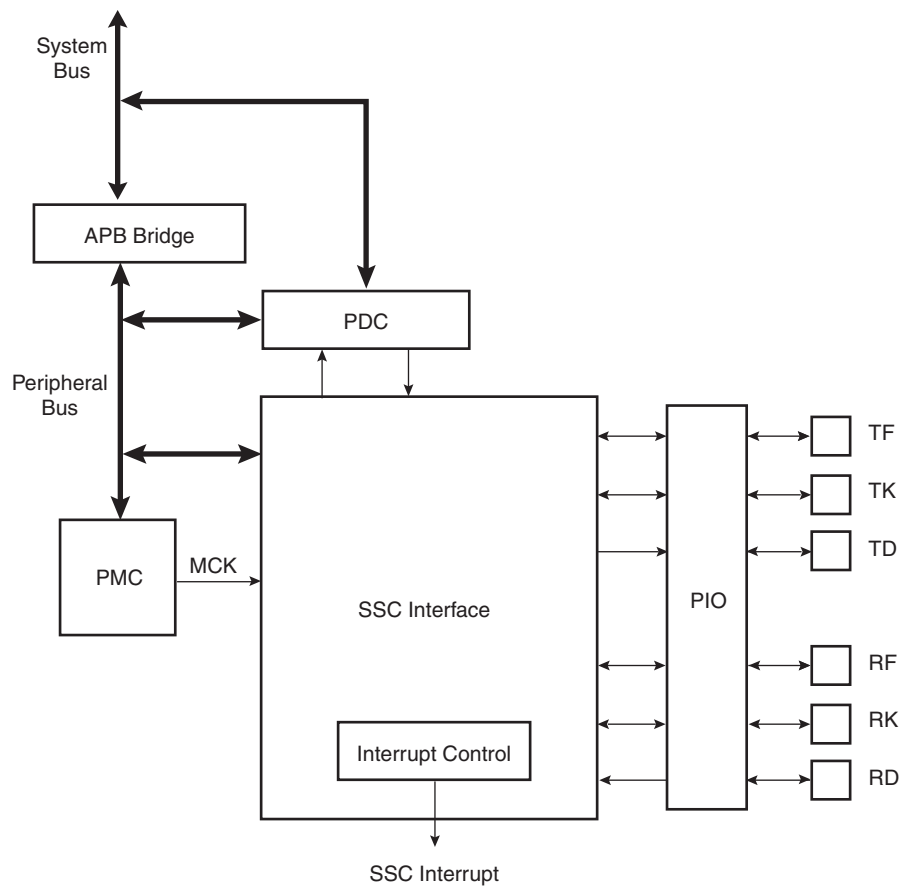 System
Bus
APB Bridge
PDC
Peripheral
Bus
TF
TK
PMC
MCK
TD
SSC Interface
PIO
RF
RK
Interrupt Control
RD
SSC Interrupt